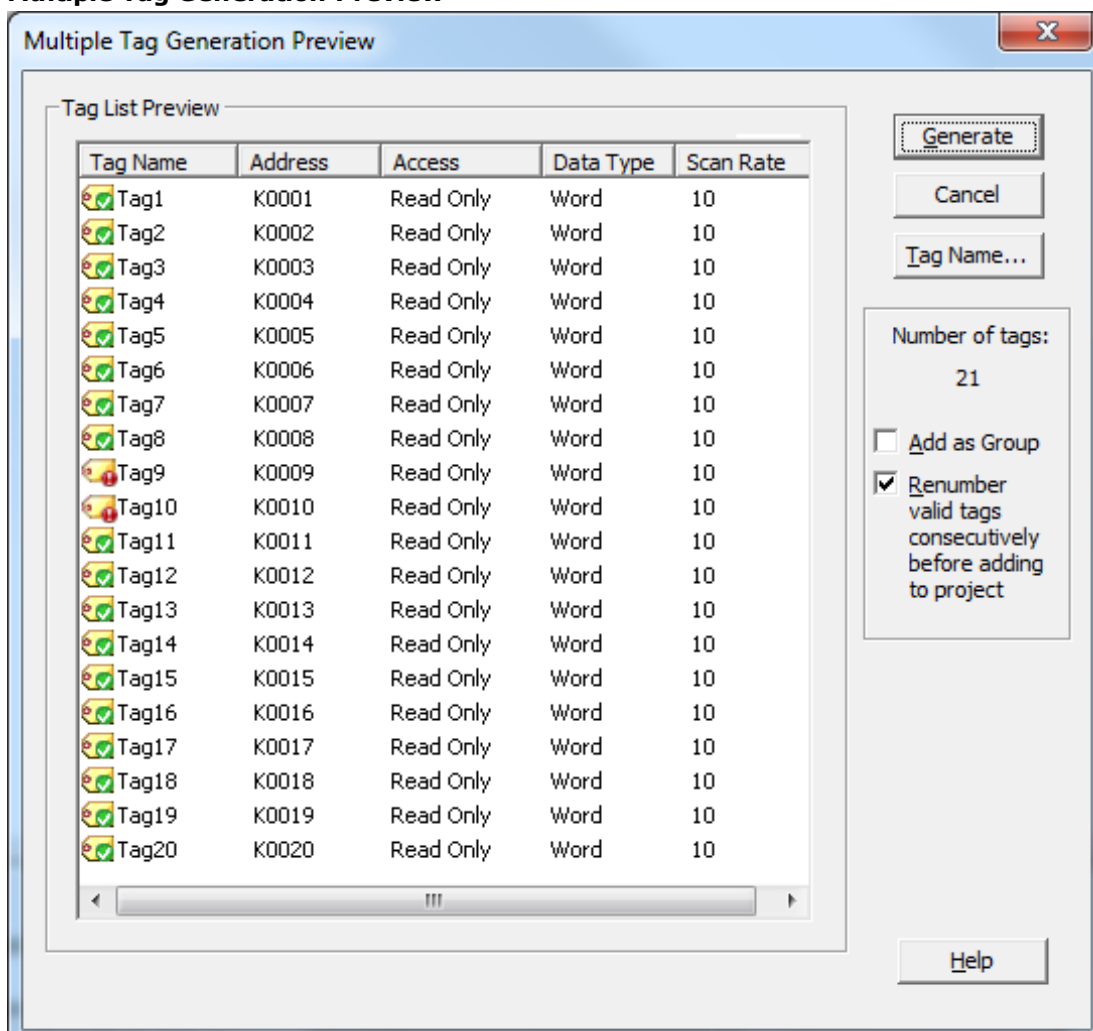 Multiple Tag Generation Preview
Multiple Tag Generation Preview
Tag List Preview
Tag Name Address Access Data Type Scan Rate
Tag1 K0001 Read Only Word 10
Tag2 K0002 Read Only Word 10
Tag3 K0003 Read Only Word 10
Tag4 K0004 Read Only Word 10
Tag5 K0005 Read Only Word 10
Tag6 K0006 Read Only Word 10
Tag7 K0007 Read Only Word 10
Tag8 K0008 Read Only Word 10
Tag9 K0009 Read Only Word 10
Tag10 K0010 Read Only Word 10
Tag11 K0011 Read Only Word 10
Tag12 K0012 Read Only Word 10
Tag13 K0013 Read Only Word 10
Tag14 K0014 Read Only Word 10
Tag15 K0015 Read Only Word 10
Tag16 K0016 Read Only Word 10
Tag17 K0017 Read Only Word 10
Tag18 K0018 Read Only Word 10
Tag19 K0019 Read Only Word 10
Tag20 K0020 Read Only Word 10
Generate
Cancel
Tag Name...
Number of tags:
21
Add as Group
Renumber
valid tags
consecutively
before adding
to project
Help